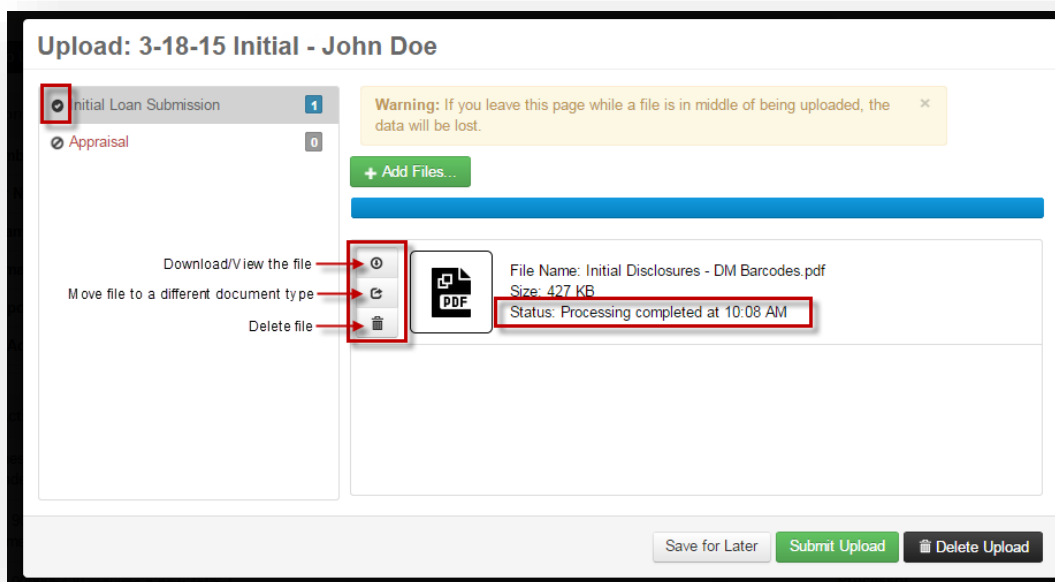 Upload: 3-18-15 Initial - John Doe
nitial Loan Submission 1
Appraisal 0
Warning: If you leave this page while a file is in middle of being uploaded, the ×
data will be lost.
+ Add Files...
Download/View the file
Move file to a different document type
Delete file
PDF
File Name: Initial Disclosures - DM Barcodes.pdf
Size: 427 KB
Status: Processing completed at 10:08 AM
Save for Later
Submit Upload
Delete Upload